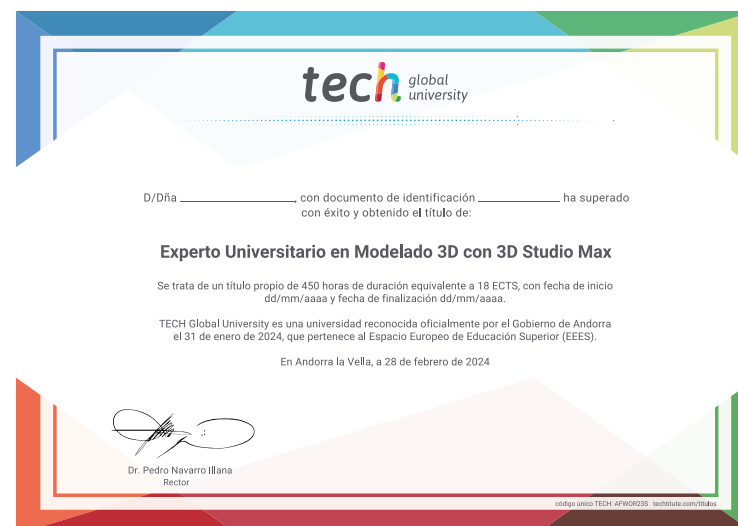 tech global
university
D/Dña ____________, con documento de identificación ____________ ha superado
con éxito y obtenido el título de:
Experto Universitario en Modelado 3D con 3D Studio Max
Se trata de un título propio de 450 horas de duración equivalente a 18 ECTS, con fecha de inicio
dd/mm/aaaa y fecha de finalización dd/mm/aaaa.
TECH Global University es una universidad reconocida oficialmente por el Gobierno de Andorra
el 31 de enero de 2024, que pertenece al Espacio Europeo de Educación Superior (EEES).
En Andorra la Vella, a 28 de febrero de 2024
Dr. Pedro Navarro Illana
Rector
código único TECH: AFWOR23S techtitute.com/titulos